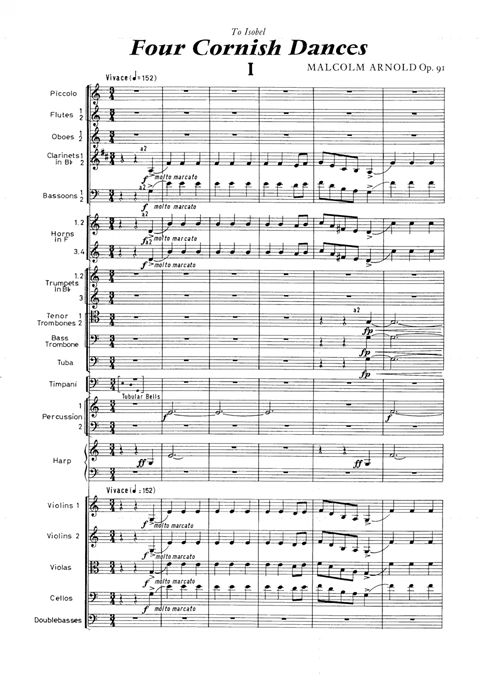 To Isobel
Four Cornish Dances
I
MALCOLM ARNOLD Op. 91
Vivace (♩=152)
Piccolo
Flutes 1 2
Oboes 1 2
a2
Clarinets 1 in B♭ 2
f molto marcato
a2
Bassoons 1 2
f molto marcato
a2
1.2
Horns in F
f molto marcato
a2
3.4
f molto marcato
1.2
Trumpets in B♭
3
a2
Tenor 1 Trombones 2
fp
Bass Trombone
fp
Tuba
fp
Timpani
Tubular Bells
1
f
Percussion
2
Harp
ff
ff
Vivace (♩=152)
Violins 1
f molto marcato
Violins 2
f molto marcato
Violas
f molto marcato
Cellos
f molto marcato
Doublebasses